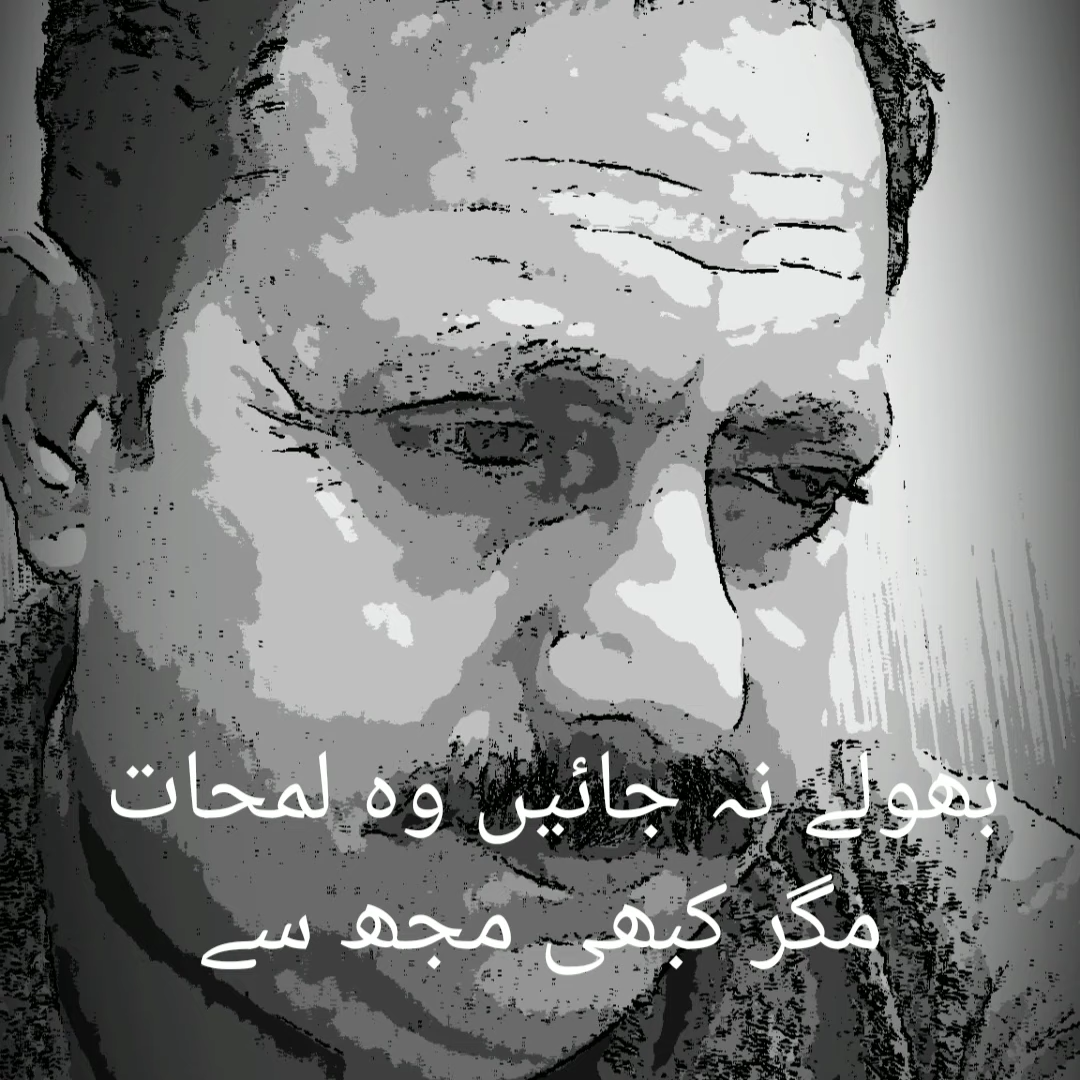 بھولے نہ جائیں وہ لمحات
مگر کبھی مجھ سے